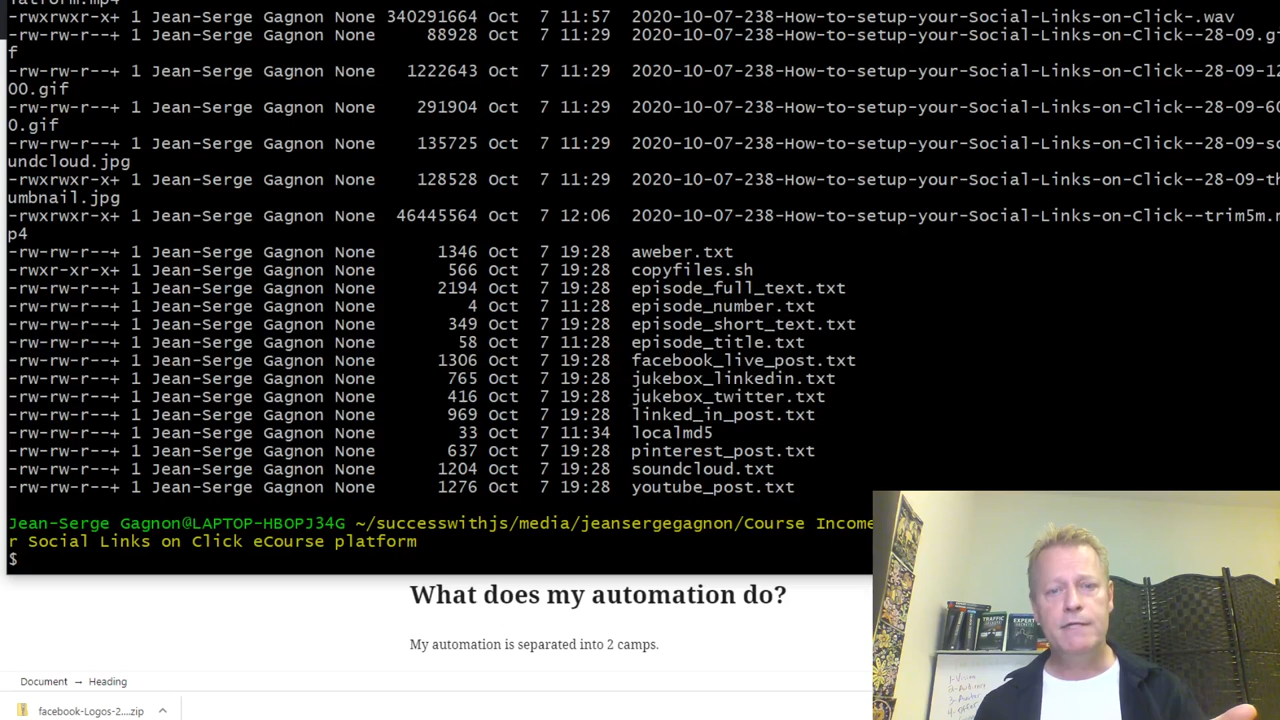 atform.mp4
-rw-rw-r--+ 1 Jean-Serge Gagnon None 340291664 Oct  7 11:57  2020-10-07-238-How-to-setup-your-Social-Links-on-Click-.wav
-rw-rw-r--+ 1 Jean-Serge Gagnon None     88928 Oct  7 11:29  2020-10-07-238-How-to-setup-your-Social-Links-on-Click--28-09.gi
f
-rw-rw-r--+ 1 Jean-Serge Gagnon None   1222643 Oct  7 11:29  2020-10-07-238-How-to-setup-your-Social-Links-on-Click--28-09-12
00.gif
-rw-rw-r--+ 1 Jean-Serge Gagnon None    291904 Oct  7 11:29  2020-10-07-238-How-to-setup-your-Social-Links-on-Click--28-09-60
0.gif
-rw-rw-r--+ 1 Jean-Serge Gagnon None    135725 Oct  7 11:29  2020-10-07-238-How-to-setup-your-Social-Links-on-Click--28-09-so
undcloud.jpg
-rwxrwxr-x+ 1 Jean-Serge Gagnon None    128528 Oct  7 11:29  2020-10-07-238-How-to-setup-your-Social-Links-on-Click--28-09-th
umbnail.jpg
-rwxrwxr-x+ 1 Jean-Serge Gagnon None  46445564 Oct  7 12:06  2020-10-07-238-How-to-setup-your-Social-Links-on-Click--trim5m.m
p4
-rw-rw-r--+ 1 Jean-Serge Gagnon None      1346 Oct  7 19:28  aweber.txt
-rwxr-xr-x+ 1 Jean-Serge Gagnon None       566 Oct  7 19:28  copyfiles.sh
-rw-rw-r--+ 1 Jean-Serge Gagnon None      2194 Oct  7 19:28  episode_full_text.txt
-rw-rw-r--+ 1 Jean-Serge Gagnon None         4 Oct  7 11:28  episode_number.txt
-rw-rw-r--+ 1 Jean-Serge Gagnon None       349 Oct  7 19:28  episode_short_text.txt
-rw-rw-r--+ 1 Jean-Serge Gagnon None        58 Oct  7 11:28  episode_title.txt
-rw-rw-r--+ 1 Jean-Serge Gagnon None      1306 Oct  7 19:28  facebook_live_post.txt
-rw-rw-r--+ 1 Jean-Serge Gagnon None       765 Oct  7 19:28  jukebox_linkedin.txt
-rw-rw-r--+ 1 Jean-Serge Gagnon None       416 Oct  7 19:28  jukebox_twitter.txt
-rw-rw-r--+ 1 Jean-Serge Gagnon None       969 Oct  7 19:28  linked_in_post.txt
-rw-rw-r--+ 1 Jean-Serge Gagnon None        33 Oct  7 11:34  localmd5
-rw-rw-r--+ 1 Jean-Serge Gagnon None       637 Oct  7 19:28  pinterest_post.txt
-rw-rw-r--+ 1 Jean-Serge Gagnon None      1204 Oct  7 19:28  soundcloud.txt
-rw-rw-r--+ 1 Jean-Serge Gagnon None      1276 Oct  7 19:28  youtube_post.txt
Jean-Serge Gagnon@LAPTOP-HBOPJ34G ~/successwithjs/media/jeansergegagnon/Course Income
r Social Links on Click eCourse platform
$
What does my automation do?
My automation is separated into 2 camps.
Document → Heading
facebook-Logos-2....zip
TRAFFIC
EXPERT